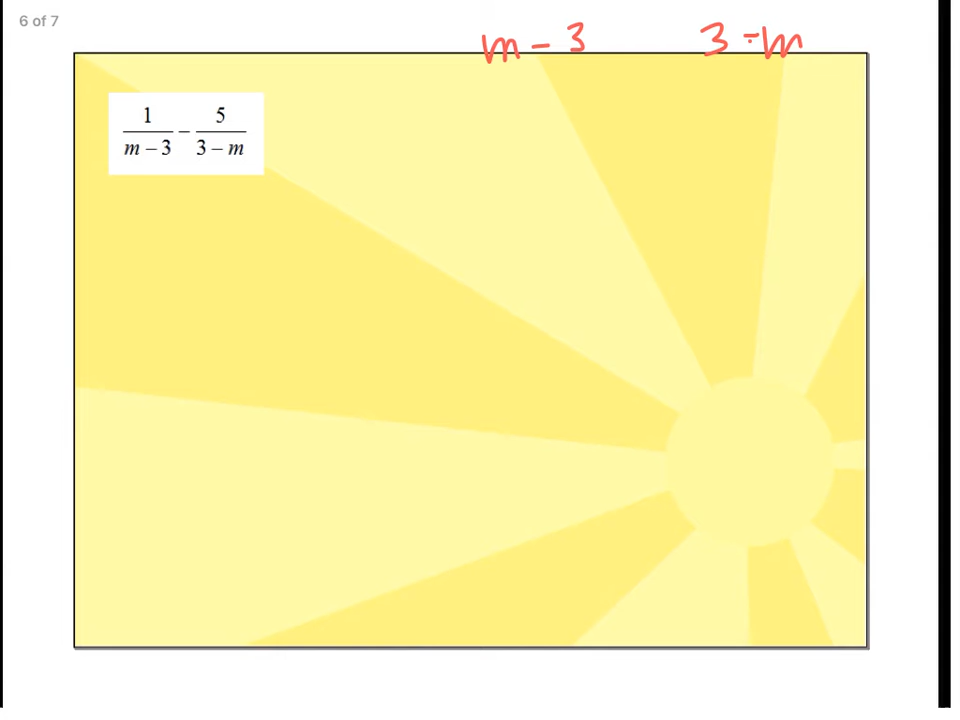 6 of 7
m - 3 3 - m
1/(m – 3) – 5/(3 – m)